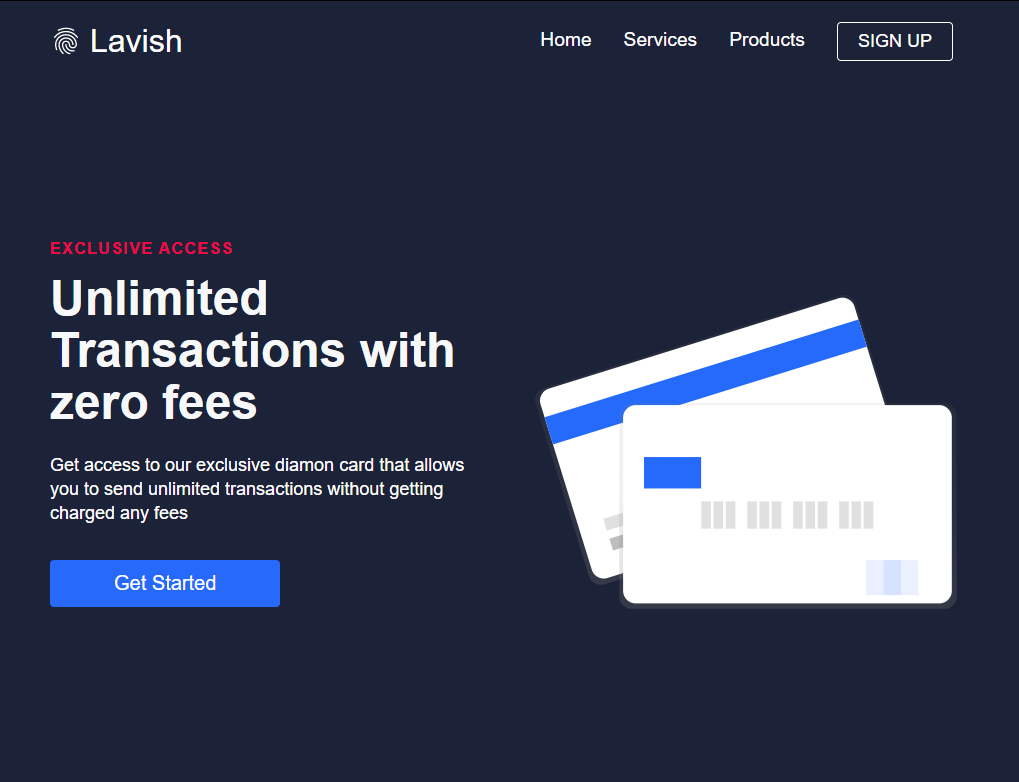 Lavish
Home Services Products SIGN UP
EXCLUSIVE ACCESS
Unlimited
Transactions with
zero fees
Get access to our exclusive diamon card that allows
you to send unlimited transactions without getting
charged any fees
Get Started